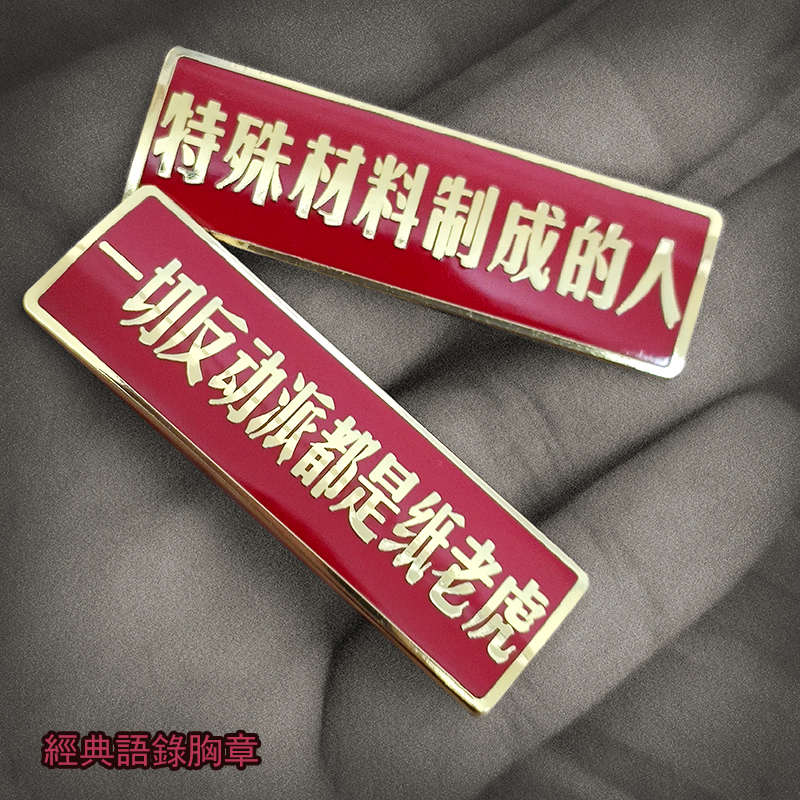 特殊材料制成的人
一切反动派都是纸老虎
經典語錄胸章